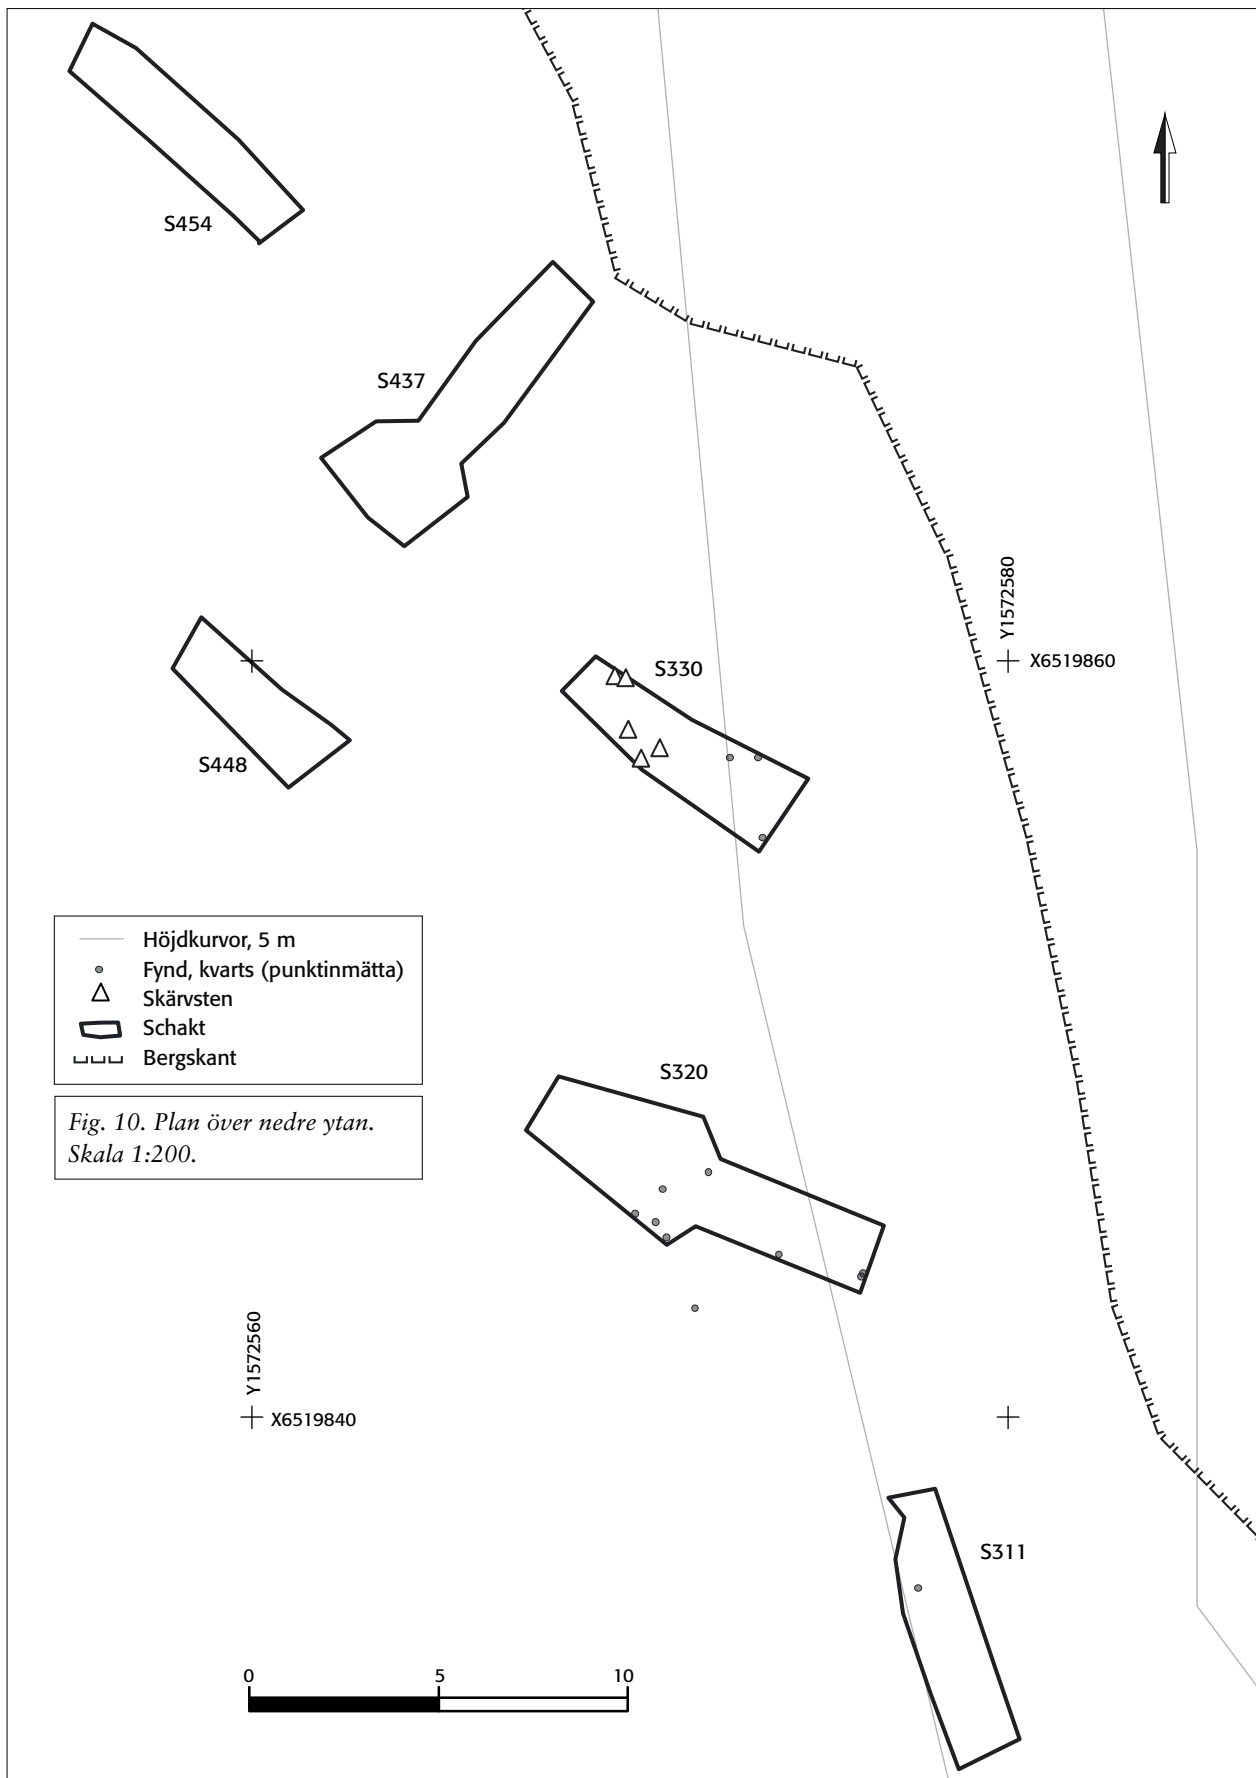 S454
S437
Y1572580
X6519860
S330
S448
Höjdkurvor, 5 m
Fynd, kvarts (punktinmätta)
Skärvsten
Schakt
Bergskant
S320
Fig. 10. Plan över nedre ytan.
Skala 1:200.
Y1572560
X6519840
S311
0 5 10